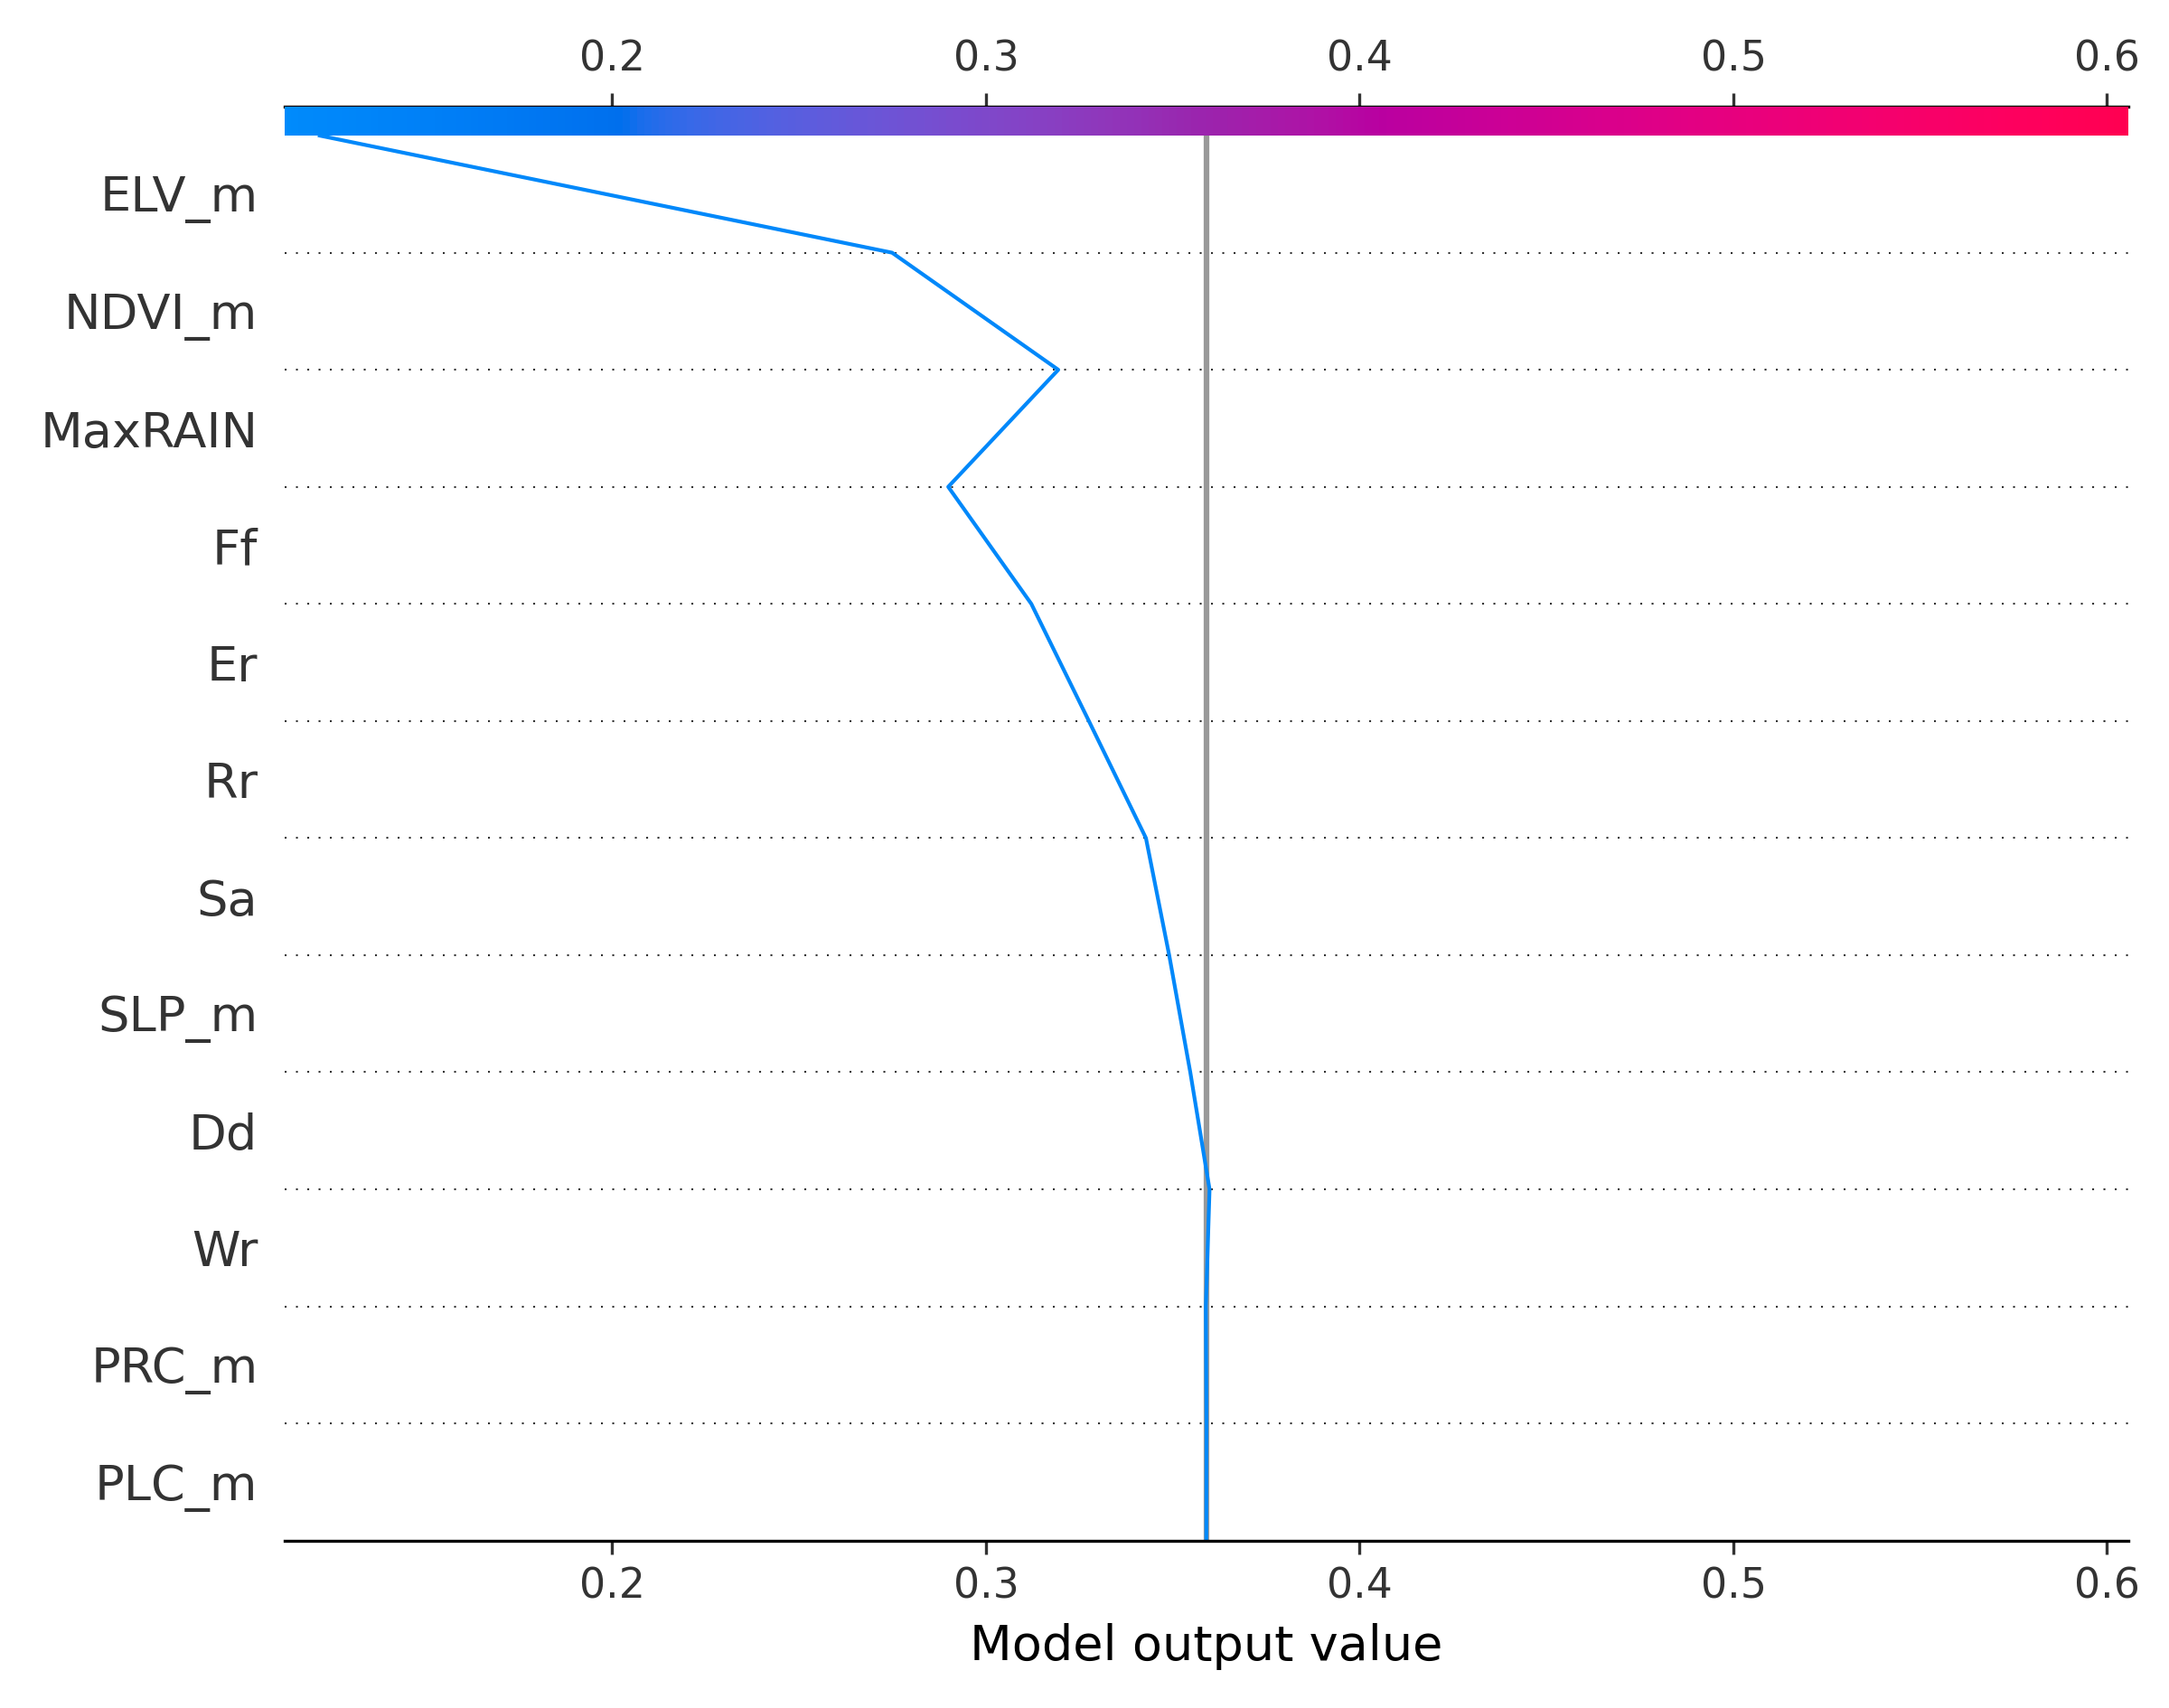 0.2 0.3 0.4 0.5 0.6
ELV_m
NDVI_m
MaxRAIN
Ff
Er
Rr
Sa
SLP_m
Dd
Wr
PRC_m
PLC_m
0.2 0.3 0.4 0.5 0.6
Model output value